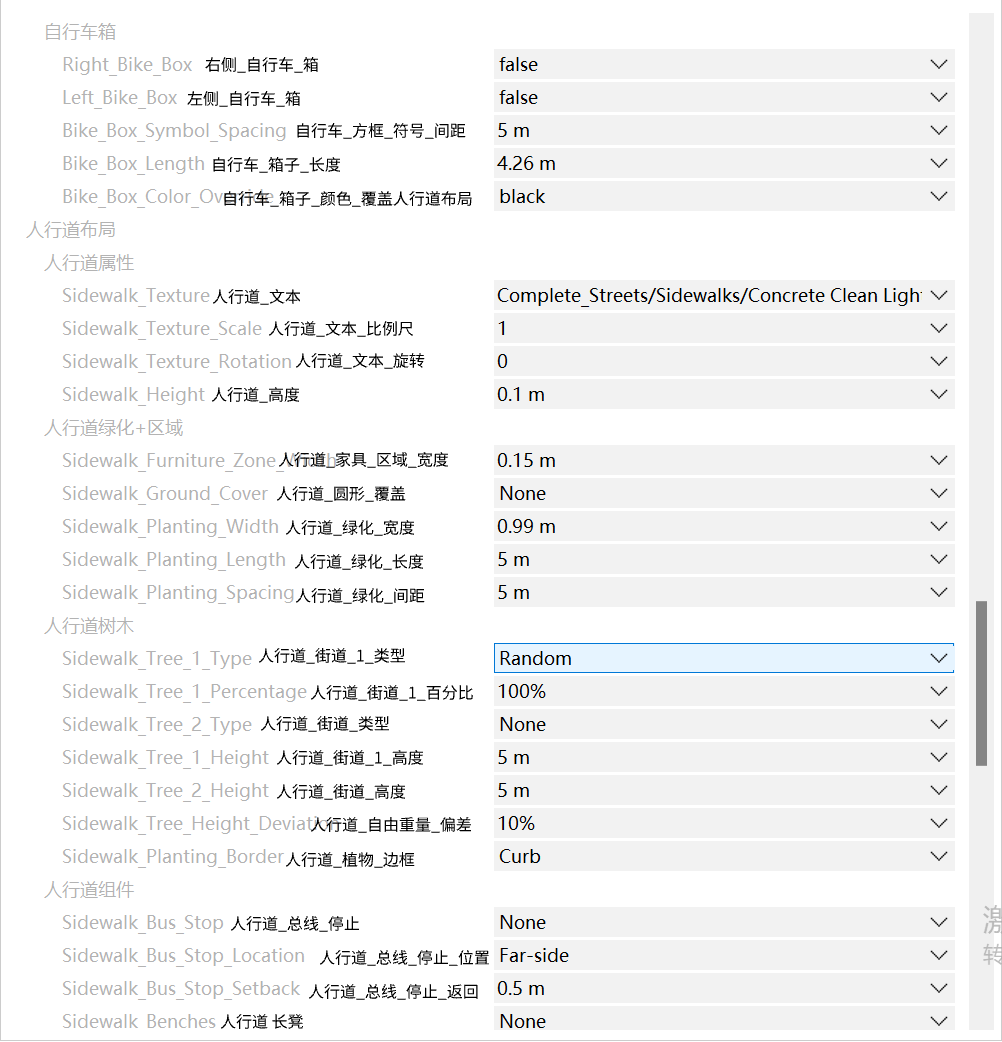 自行车箱
Right_Bike_Box 右侧_自行车_箱 false
Left_Bike_Box 左侧_自行车_箱 false
Bike_Box_Symbol_Spacing 自行车_方框_符号_间距 5 m
Bike_Box_Length 自行车_箱子_长度 4.26 m
Bike_Box_Color_Override 自行车_箱子_颜色_覆盖人行道布局 black
人行道布局
人行道属性
Sidewalk_Texture 人行道_文本 Complete_Streets/Sidewalks/Concrete Clean Ligh
Sidewalk_Texture_Scale 人行道_文本_比例尺 1
Sidewalk_Texture_Rotation 人行道_文本_旋转 0
Sidewalk_Height 人行道_高度 0.1 m
人行道绿化+区域
Sidewalk_Furniture_Zone_Width 人行道_家具_区域_宽度 0.15 m
Sidewalk_Ground_Cover 人行道_圆形_覆盖 None
Sidewalk_Planting_Width 人行道_绿化_宽度 0.99 m
Sidewalk_Planting_Length 人行道_绿化_长度 5 m
Sidewalk_Planting_Spacing 人行道_绿化_间距 5 m
人行道树木
Sidewalk_Tree_1_Type 人行道_街道_1_类型 Random
Sidewalk_Tree_1_Percentage 人行道_街道_1_百分比 100%
Sidewalk_Tree_2_Type 人行道_街道_类型 None
Sidewalk_Tree_1_Height 人行道_街道_1_高度 5 m
Sidewalk_Tree_2_Height 人行道_街道_高度 5 m
Sidewalk_Tree_Height_Deviation 人行道_自由重量_偏差 10%
Sidewalk_Planting_Border 人行道_植物_边框 Curb
人行道组件
Sidewalk_Bus_Stop 人行道_总线_停止 None
Sidewalk_Bus_Stop_Location 人行道_总线_停止_位置 Far-side
Sidewalk_Bus_Stop_Setback 人行道_总线_停止_返回 0.5 m
Sidewalk_Benches 人行道 长凳 None
激
转